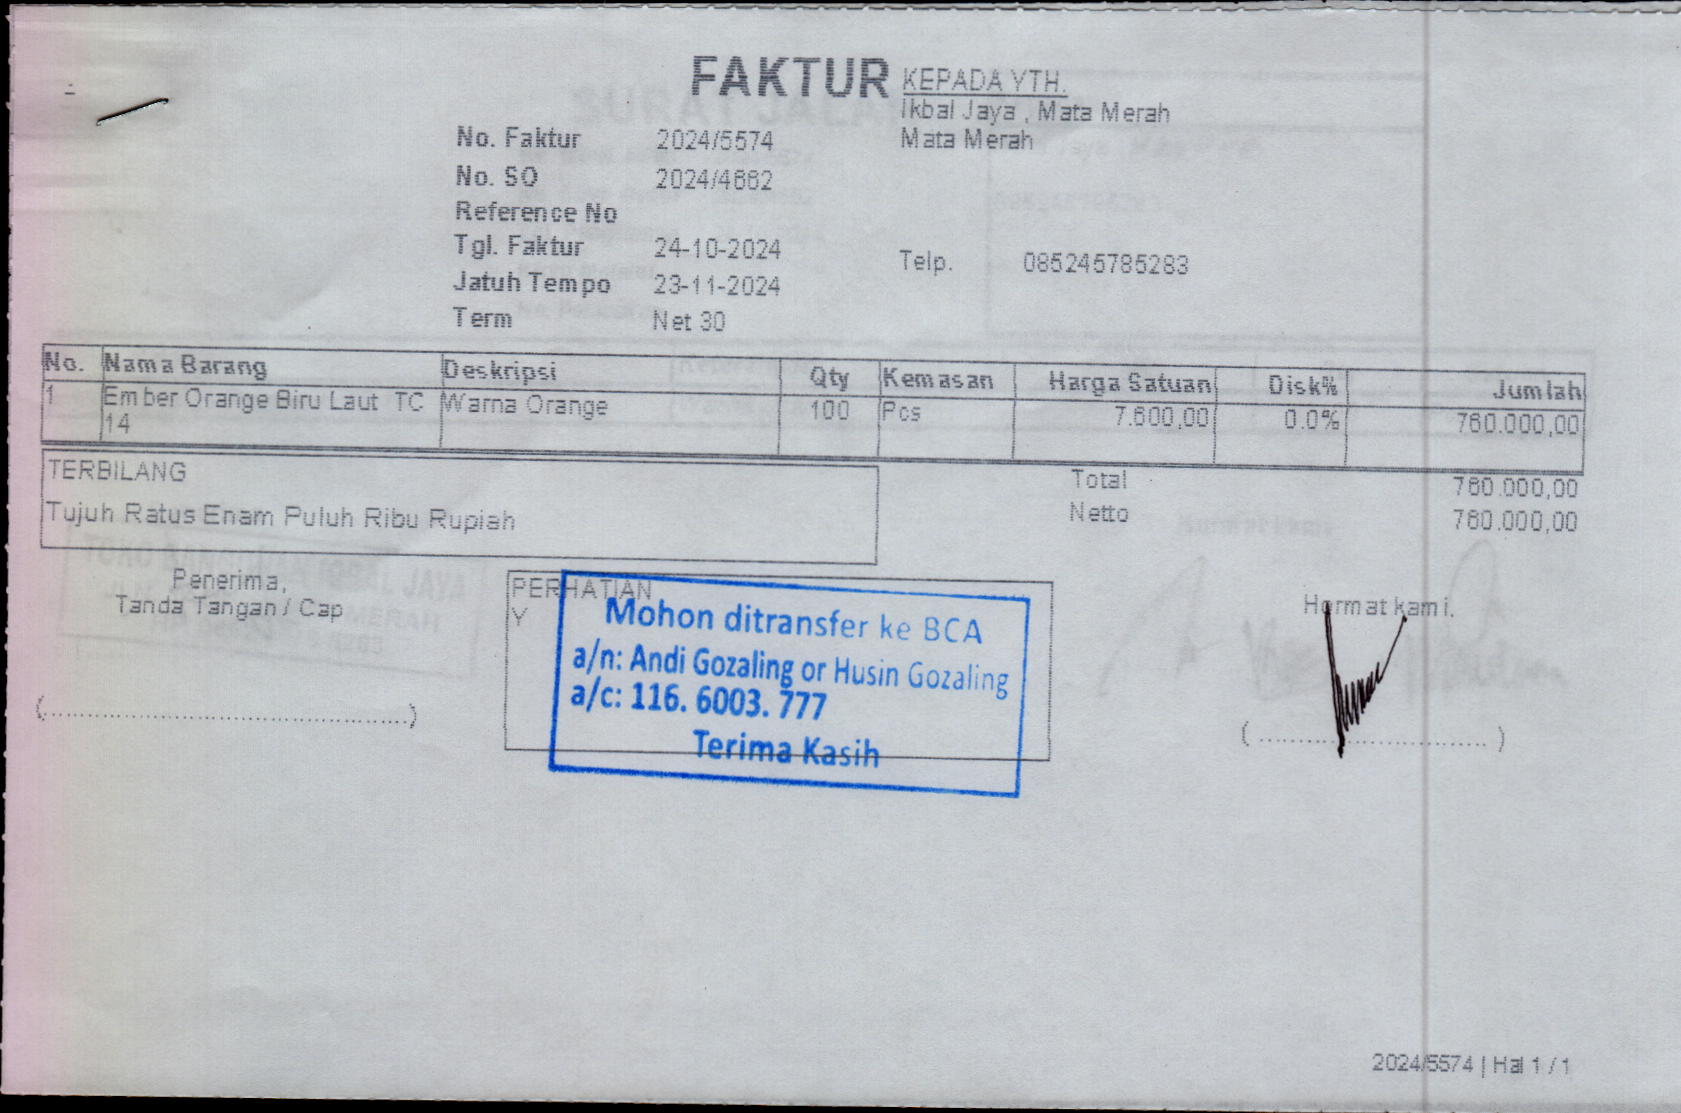 FAKTUR
KEPADA YTH.
Ikbal Jaya , Mata Merah
Mata Merah
No. Faktur 2024/5574
No. SO 2024/4662
Reference No
Tgl. Faktur 24-10-2024
Telp. 085245785283
Jatuh Tempo 23-11-2024
Term Net 30
No. Nama Barang Deskripsi Qty Kemasan Harga Satuan Disk% Jumlah
1 Ember Orange Biru Laut TC Warna Orange 100 Pcs 7.600,00 0.0% 760.000,00
14
TERBILANG
Tujuh Ratus Enam Puluh Ribu Rupiah
Total 760.000,00
Netto 760.000,00
Penerima,
Tanda Tangan / Cap
(........................................)
PERHATIAN
Y
Mohon ditransfer ke BCA
a/n: Andi Gozaling or Husin Gozaling
a/c: 116. 6003. 777
Terima Kasih
Hormat kami.
(........................................)
2024/5574 | Hal 1 / 1